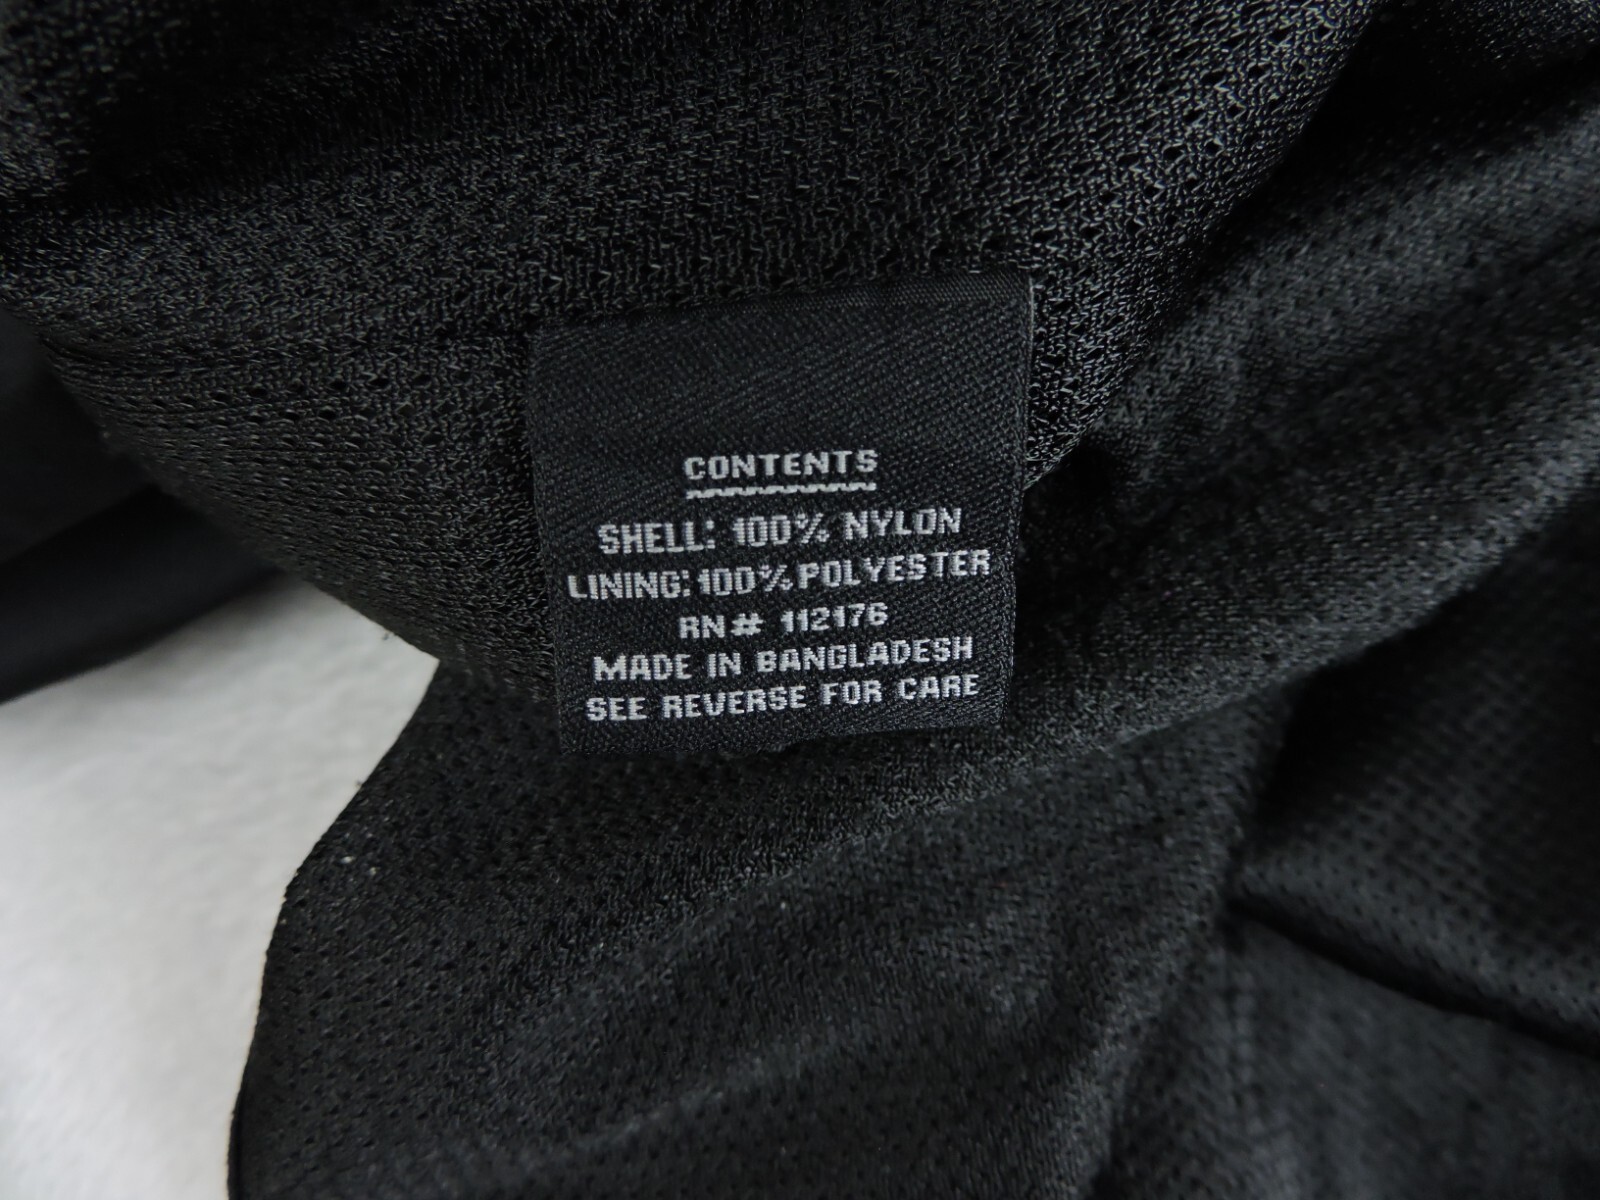 CONTENTS
SHELL: 100% NYLON
LINING: 100% POLYESTER
RN# 112176
MADE IN BANGLADESH
SEE REVERSE FOR CARE